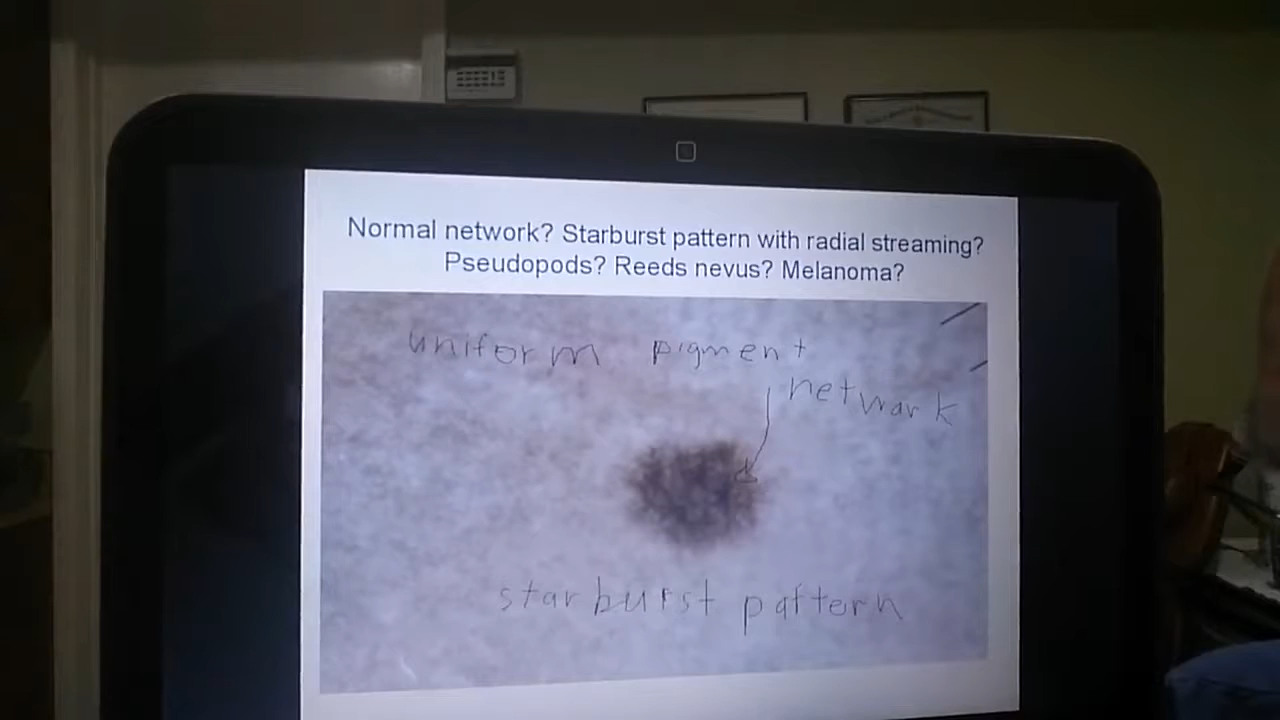 Normal network? Starburst pattern with radial streaming?
Pseudopods? Reeds nevus? Melanoma?
uniform pigment
network
starburst pattern